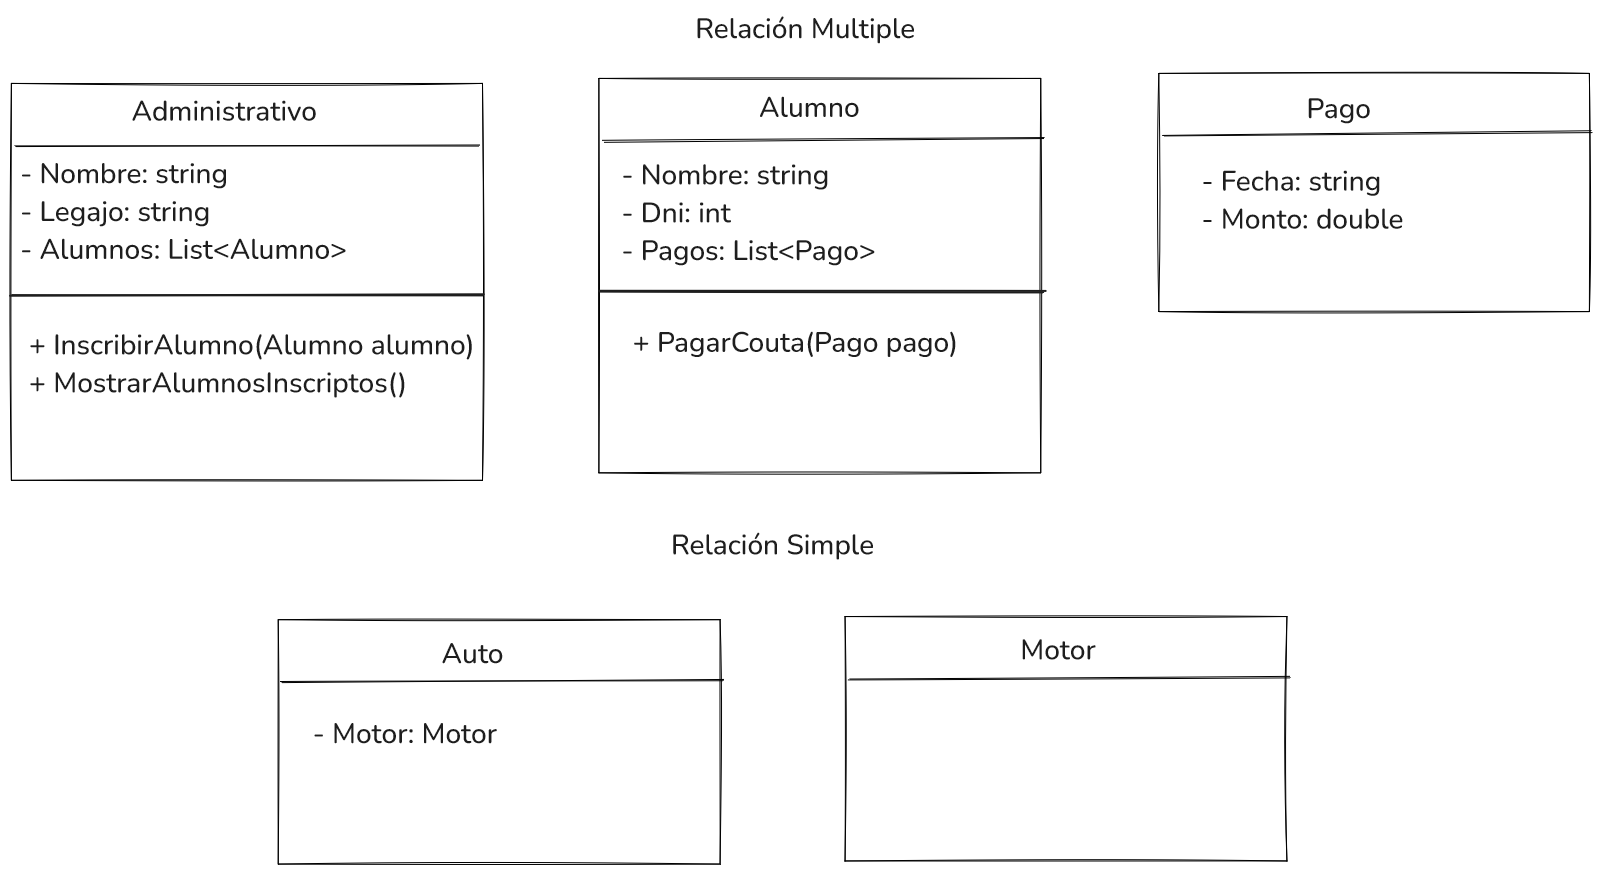 Relación Multiple
Administrativo
- Nombre: string
- Legajo: string
- Alumnos: List<Alumno>
+ InscribirAlumno(Alumno alumno)
+ MostrarAlumnosInscriptos()
Alumno
- Nombre: string
- Dni: int
- Pagos: List<Pago>
+ PagarCouta(Pago pago)
Pago
- Fecha: string
- Monto: double
Relación Simple
Auto
- Motor: Motor
Motor